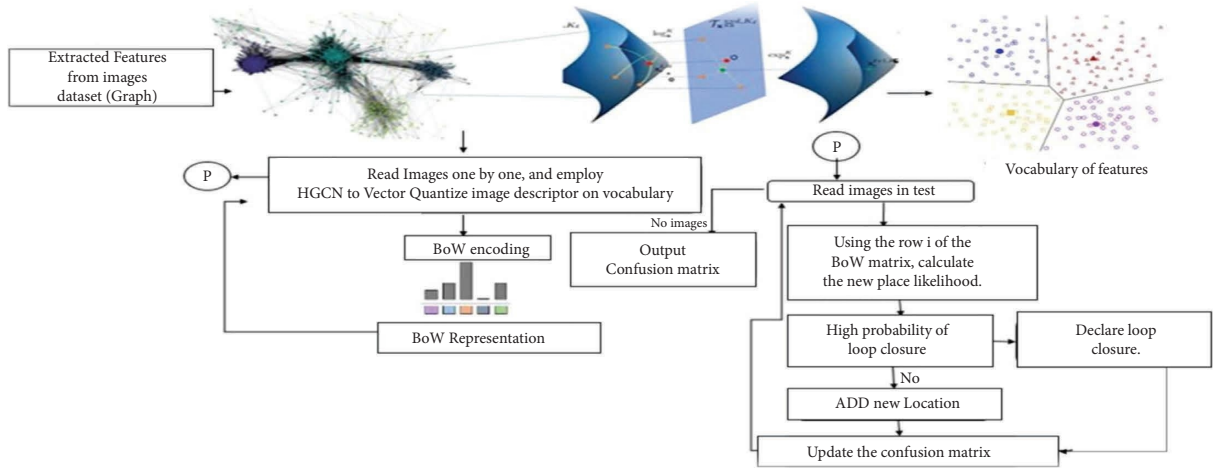 Extracted Features
from images
dataset (Graph)
Vocabulary of features
P
Read Images one by one, and employ
HGCN to Vector Quantize image descriptor on vocabulary
BoW encoding
BoW Representation
P
Read images in test
No images
Output
Confusion matrix
Using the row i of the
BoW matrix, calculate
the new place likelihood.
High probability of
loop closure
Declare loop
closure.
No
ADD new Location
Update the confusion matrix